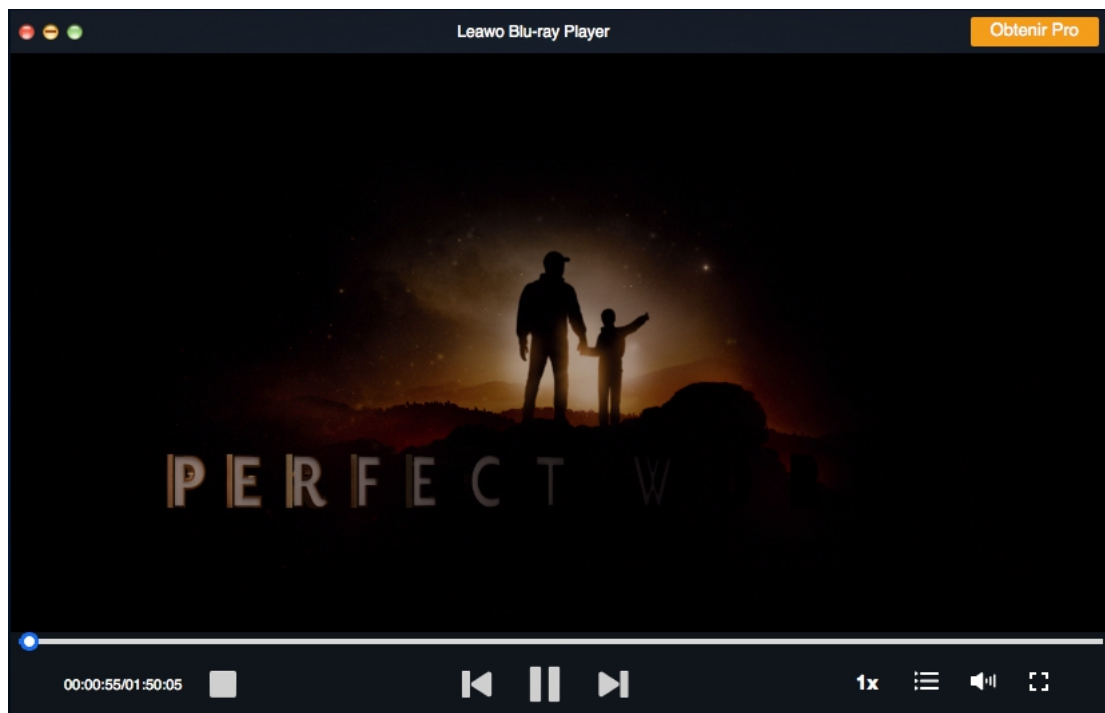 Leawo Blu-ray Player
Obtenir Pro
PERFECT W
00:00:55/01:50:05
1x